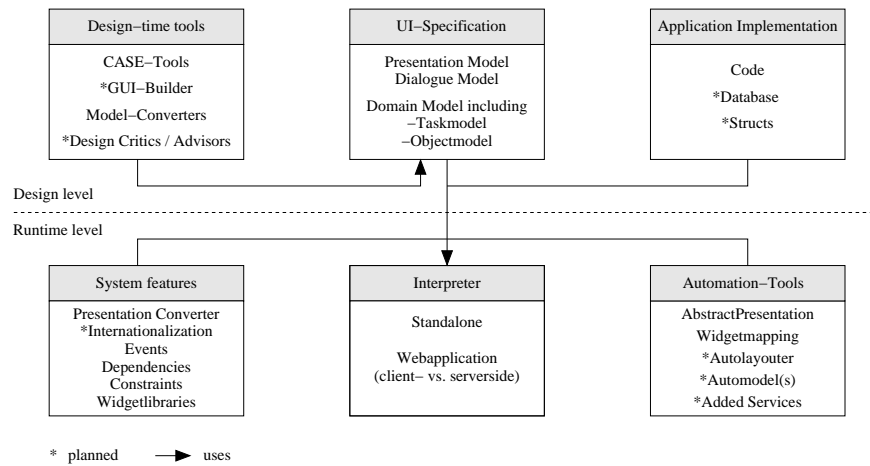 Design−time tools
CASE−Tools
*GUI−Builder
Model−Converters
*Design Critics / Advisors
UI−Specification
Presentation Model
Dialogue Model
Domain Model including
−Taskmodel
−Objectmodel
Application Implementation
Code
*Database
*Structs
Design level
Runtime level
System features
Presentation Converter
*Internationalization
Events
Dependencies
Constraints
Widgetlibraries
Interpreter
Standalone
Webapplication
(client− vs. serverside)
Automation−Tools
AbstractPresentation
Widgetmapping
*Autolayouter
*Automodel(s)
*Added Services
* planned
uses